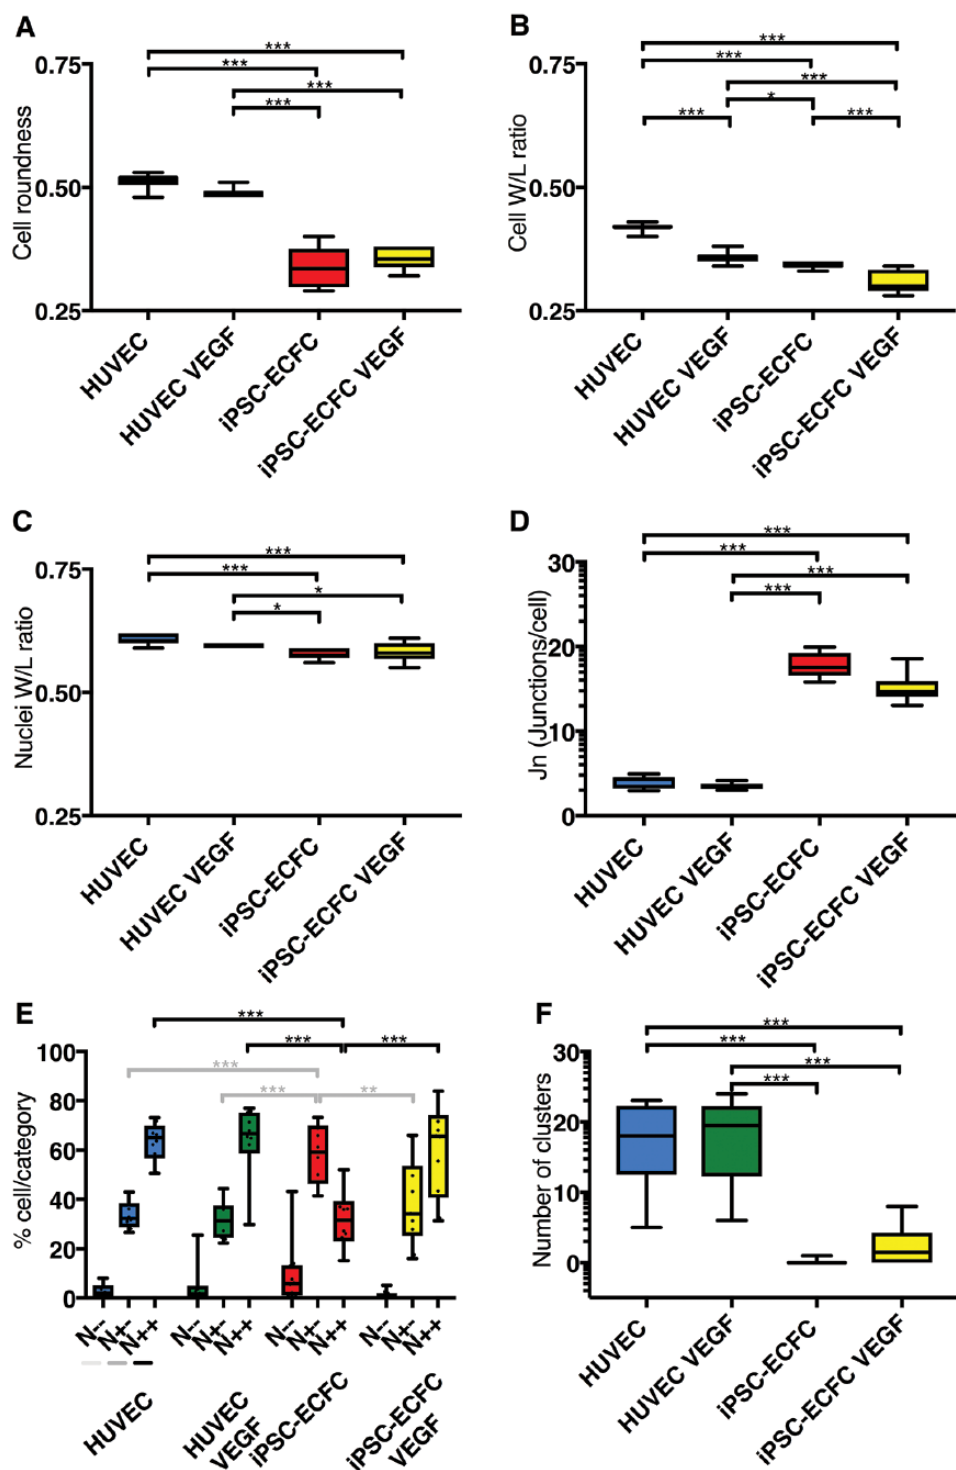 A
Cell roundness
0.75
0.50
0.25
***
***
***
***
HUVEC
HUVEC VEGF
iPSC-ECFC
iPSC-ECFC VEGF
B
Cell W/L ratio
0.75
0.50
0.25
***
***
***
*
***
***
HUVEC
HUVEC VEGF
iPSC-ECFC
iPSC-ECFC VEGF
C
Nuclei W/L ratio
0.75
0.50
0.25
***
***
*
*
HUVEC
HUVEC VEGF
iPSC-ECFC
iPSC-ECFC VEGF
D
Jn (Junctions/cell)
30
20
10
0
***
***
***
***
HUVEC
HUVEC VEGF
iPSC-ECFC
iPSC-ECFC VEGF
E
% cell/category
100
80
60
40
20
0
***
***
***
***
***
**
N--
N+-
N++
N--
N+-
N++
N--
N+-
N++
N--
N+-
N++
HUVEC
HUVEC
VEGF
iPSC-ECFC
iPSC-ECFC
VEGF
F
Number of clusters
30
20
10
0
***
***
***
***
HUVEC
HUVEC VEGF
iPSC-ECFC
iPSC-ECFC VEGF